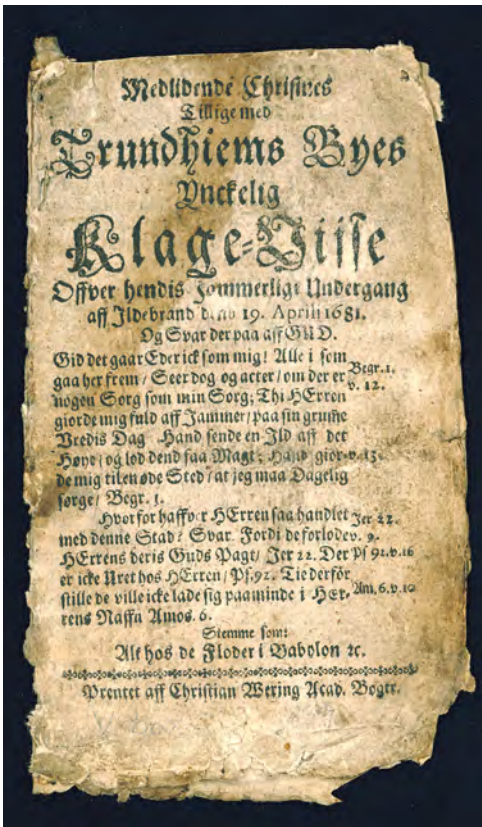 Medlidende Christnes
Tillige med
Trundhiems Byes
Ynckelig
Klage-Viise
Offver hendis Jommerligt Undergang
aff Ildebrand den 19. Aprili 1681.
Og Svar der paa aff GUD.
Gid det gaar Eder ick som mig! Alle i som
gaa her frem / Seer dog og acter / om der er Begr. 1.
nogen Sorg som min Sorg; Thi HErren v. 12.
giorde mig fuld aff Jammer / paa sin grumme
Vredis Dag. Hand sende en Ild aff det
Høye / og lod dend faa Magt; Hand gior- v. 13.
de mig til en øde Sted / at jeg maa Dagelig
sørge / Begr. 1.
Hvorfor haffver HErren saa handlet Jer 22.
med denne Stad? Svar. Fordi de forlode v. 9.
HErrens deris Guds Pagt / Jer 22. Der Ps 92. v. 16
er icke Uret hos HErren / Ps. 92. Tie derfor
stille de ville icke lade sig paaminde i HEr- Am. 6. v. 10
rens Naffn Amos. 6.
Stemme som:
Alt hos de Floder i Babolon ꝛc.
Prentet aff Christian Wering Acad. Bogtr.